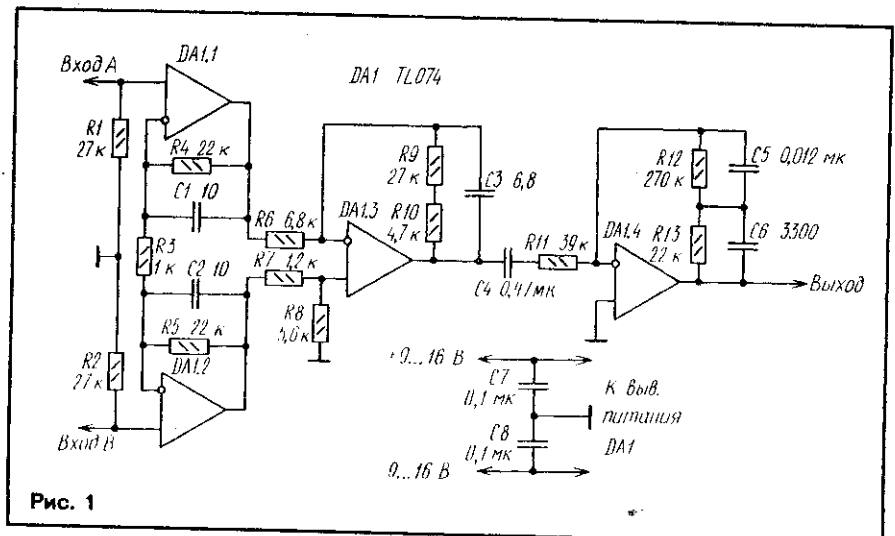 DA1.1
Вход А
DA1 TL074
R1
27 к
R4 22 к
C1 10
R3
1 к
C2 10
R5 22 к
DA1.2
R2
27 к
Вход В
R6 6,8 к
R7 1,2 к
R8
5,6 к
R9
27 к
R10
4,7 к
C3 6,8
DA1.3
C4 0,47 мк
R11 39 к
DA1.4
R12
270 к
C5 0,012 мк
R13
22 к
C6 3300
Выход
+9...16 В
C7
0,1 мк
C8
0,1 мк
9...16 В
К выв.
питания
DA1
Рис. 1